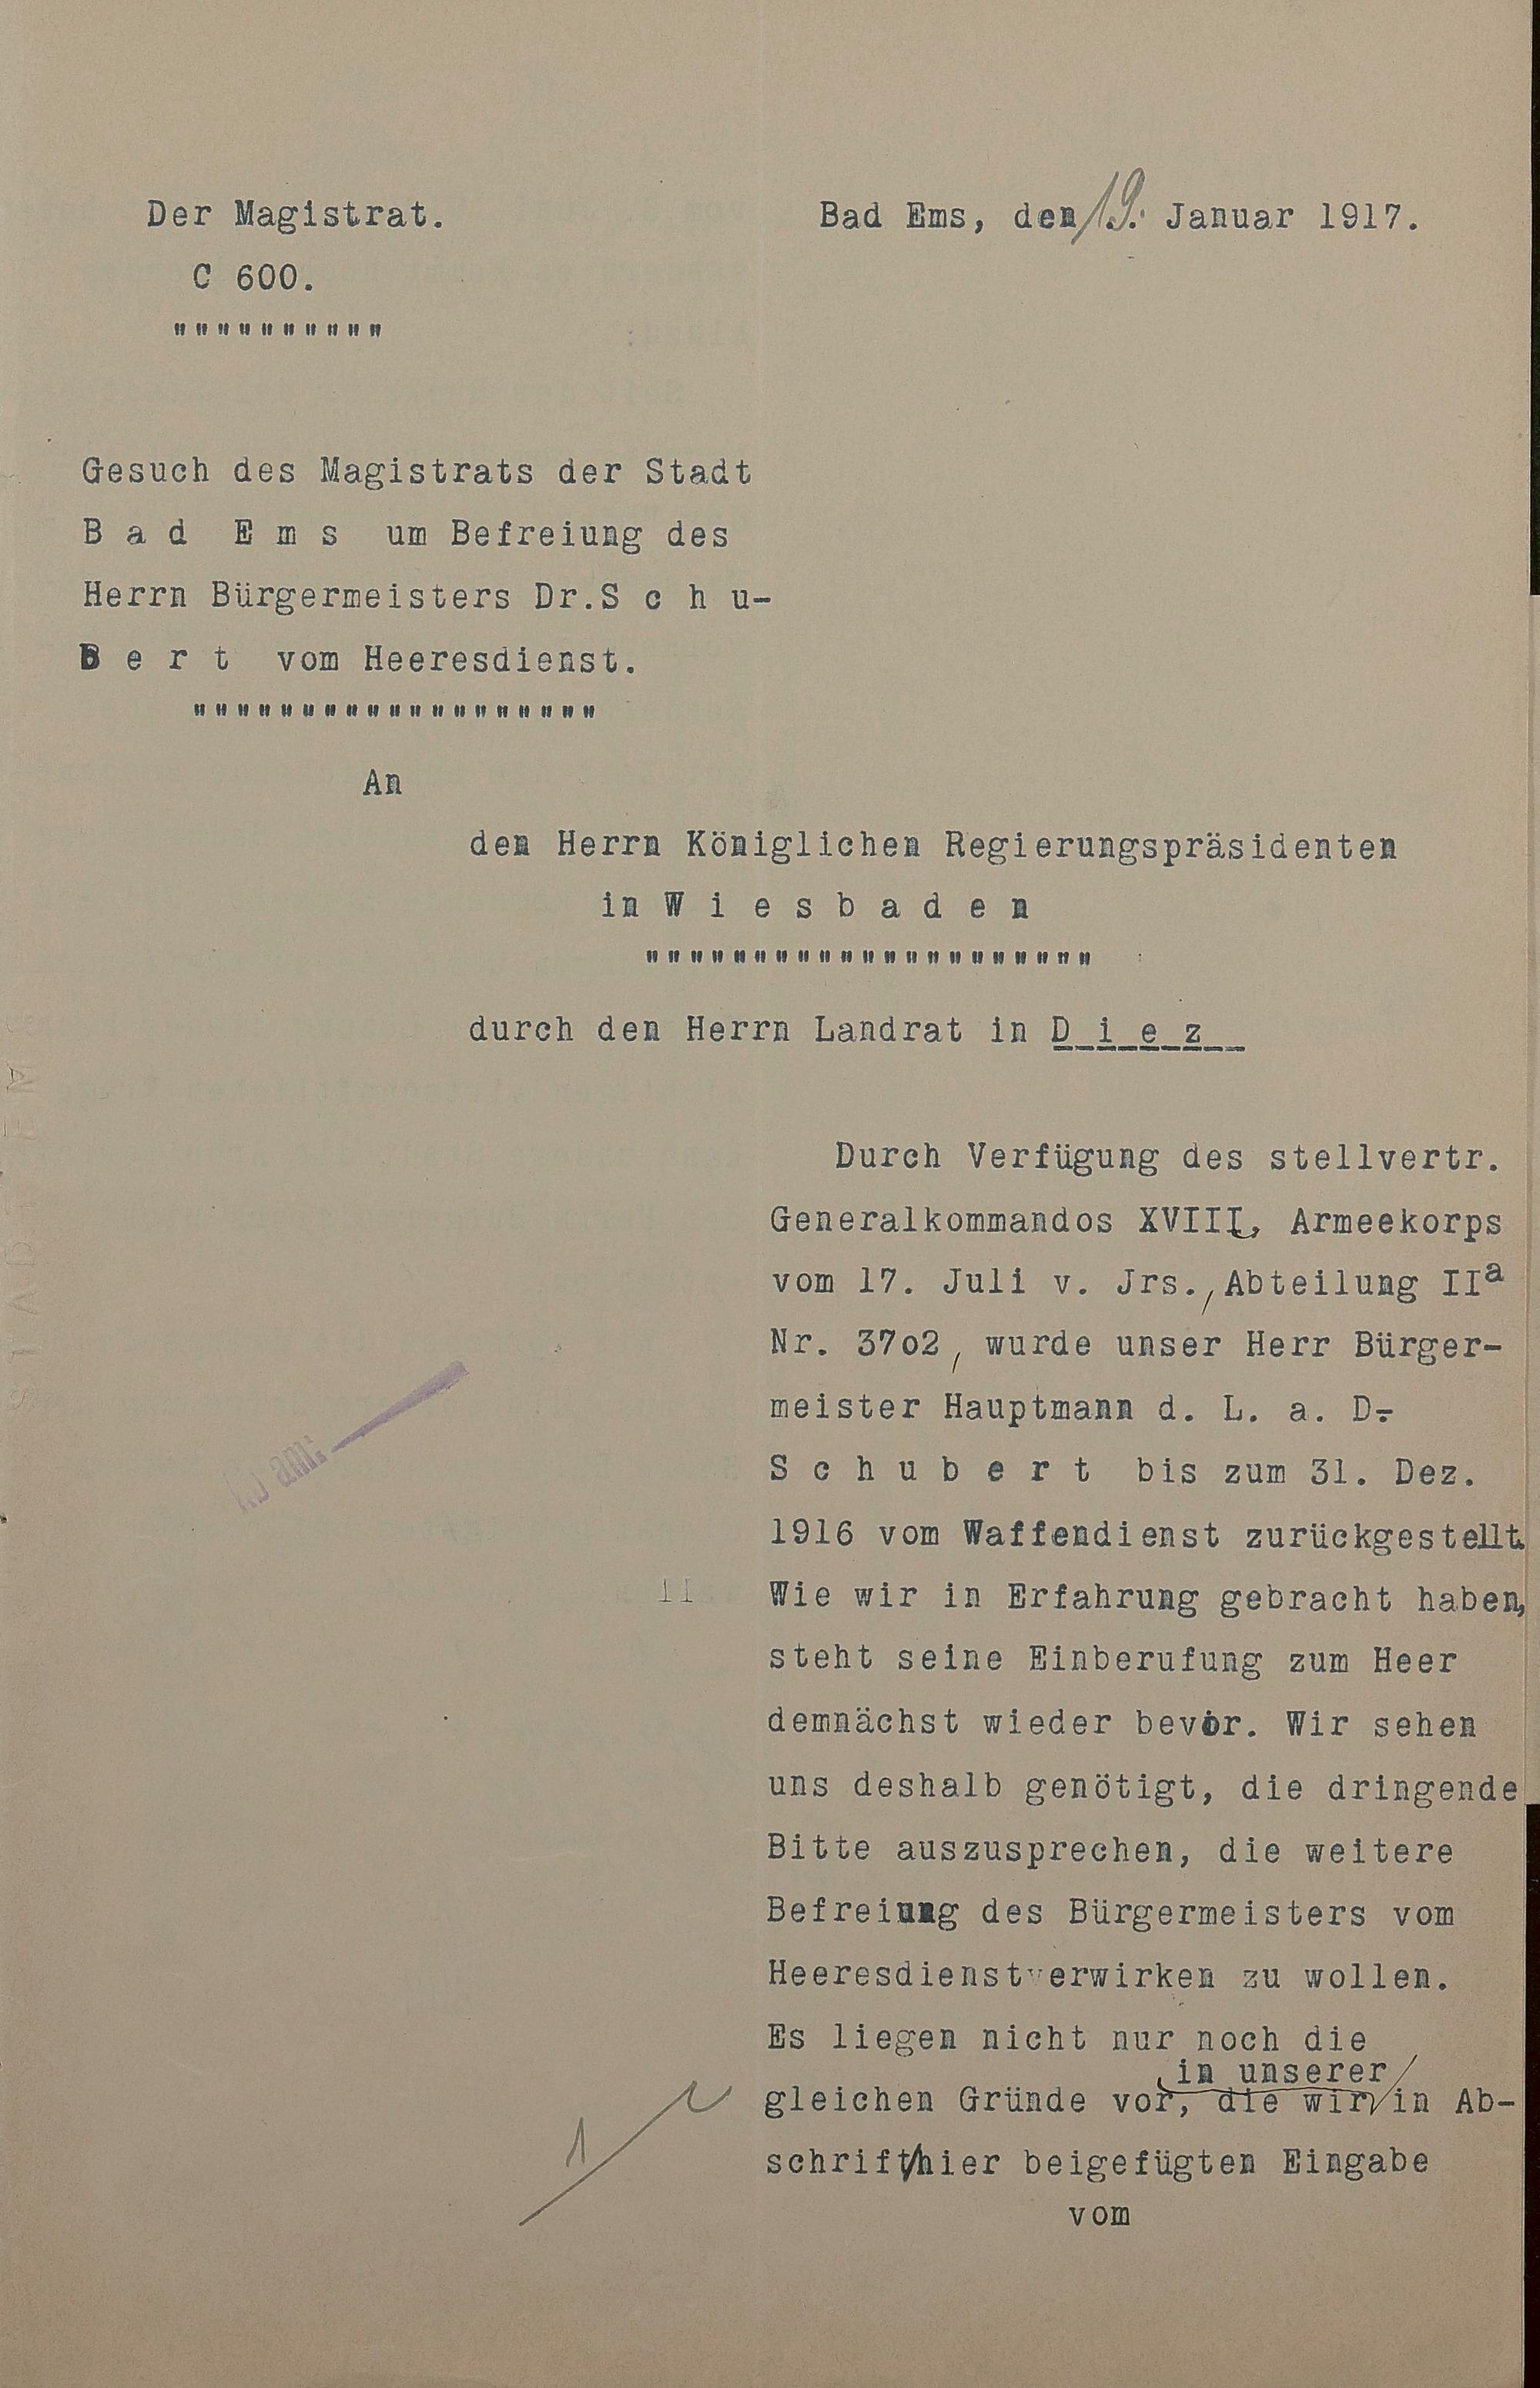 Der Magistrat.
Bad Ems, den 19. Januar 1917.
C 600.
""""""""""
Gesuch des Magistrats der Stadt
B a d  E m s  um Befreiung des
Herrn Bürgermeisters Dr.S c h u-
B e r t  vom Heeresdienst.
"""""""""""""""""""
An
den Herrn Königlichen Regierungspräsidenten
in W i e s b a d e n
"""""""""""""""""""""
durch den Herrn Landrat in D i e z
Durch Verfügung des stellvertr.
Generalkommandos XVIII, Armeekorps
vom 17. Juli v. Jrs., Abteilung IIa
Nr. 37o2, wurde unser Herr Bürger-
meister Hauptmann d. L. a. D.
S c h u b e r t  bis zum 31. Dez.
1916 vom Waffendienst zurückgestellt.
Wie wir in Erfahrung gebracht haben,
steht seine Einberufung zum Heer
demnächst wieder bevor. Wir sehen
uns deshalb genötigt, die dringende
Bitte auszusprechen, die weitere
Befreiung des Bürgermeisters vom
Heeresdienst erwirken zu wollen.
Es liegen nicht nur noch die
in unserer
gleichen Gründe vor, die wir in Ab-
schrift hier beigefügten Eingabe
vom
1